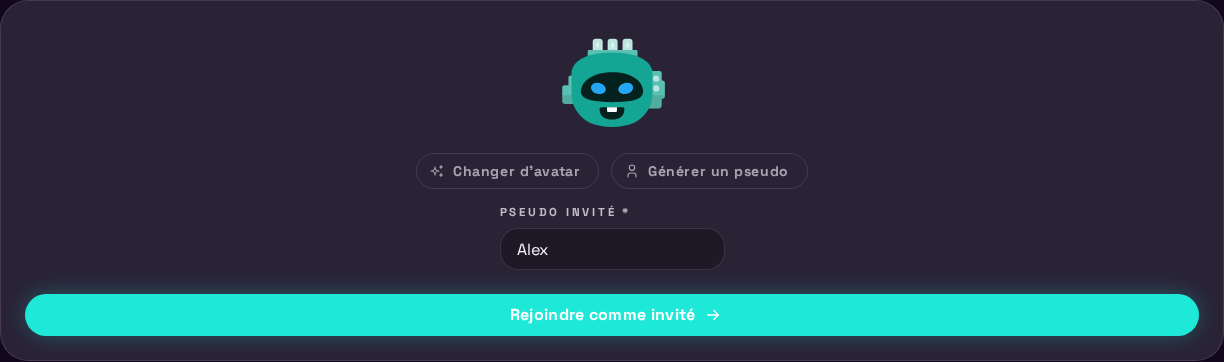 Changer d'avatar
Générer un pseudo
PSEUDO INVITÉ *
Alex
Rejoindre comme invité →